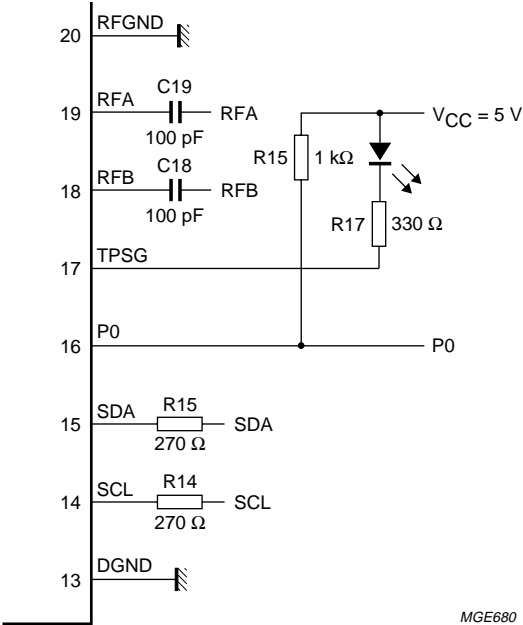 20 RFGND
19 RFA C19 100 pF RFA
V_CC = 5 V
R15 1 kΩ
18 RFB C18 100 pF RFB
R17 330 Ω
17 TPSG
16 P0 P0
15 SDA R15 270 Ω SDA
14 SCL R14 270 Ω SCL
13 DGND
MGE680